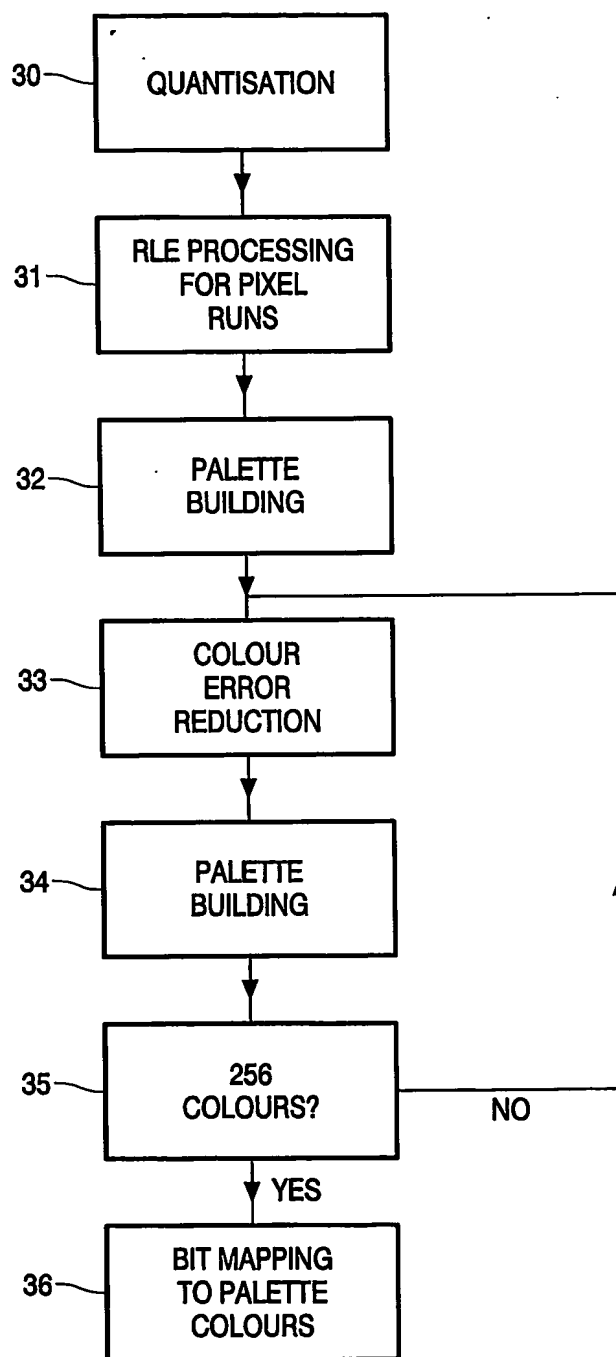 30
QUANTISATION
31
RLE PROCESSING
FOR PIXEL
RUNS
32
PALETTE
BUILDING
33
COLOUR
ERROR
REDUCTION
34
PALETTE
BUILDING
35
256
COLOURS?
NO
YES
36
BIT MAPPING
TO PALETTE
COLOURS